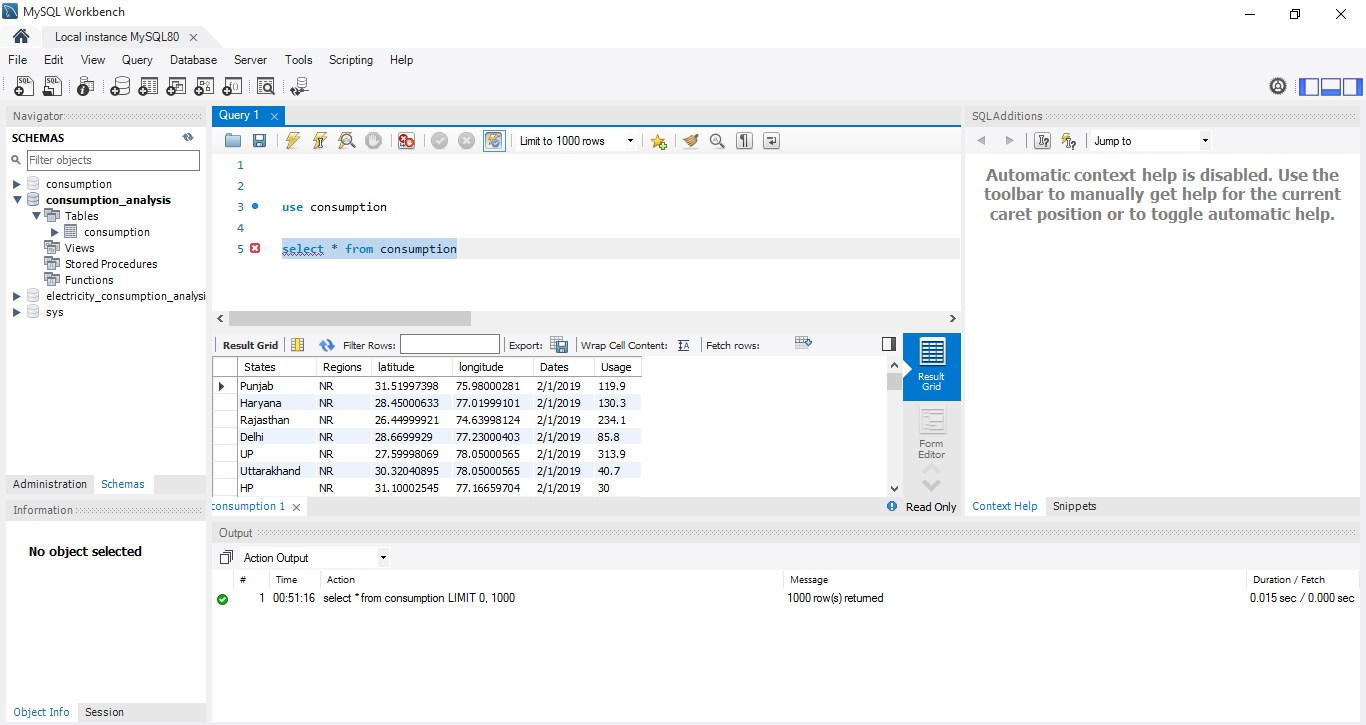 MySQL Workbench
Local instance MySQL80
File Edit View Query Database Server Tools Scripting Help
Navigator
SCHEMAS
Filter objects
consumption
consumption_analysis
Tables
consumption
Views
Stored Procedures
Functions
electricity_consumption_analysi
sys
Administration Schemas
Information
No object selected
Object Info Session
Query 1
Limit to 1000 rows
1
2
3 use consumption
4
5 select * from consumption
Result Grid Filter Rows: Export: Wrap Cell Content: Fetch rows:
States Regions latitude longitude Dates Usage
Punjab NR 31.51997398 75.98000281 2/1/2019 119.9
Haryana NR 28.45000633 77.01999101 2/1/2019 130.3
Rajasthan NR 26.44999921 74.63998124 2/1/2019 234.1
Delhi NR 28.6699929 77.23000403 2/1/2019 85.8
UP NR 27.59998069 78.05000565 2/1/2019 313.9
Uttarakhand NR 30.32040895 78.05000565 2/1/2019 40.7
HP NR 31.10002545 77.16659704 2/1/2019 30
Result
Grid
Form
Editor
consumption 1
Read Only
SQLAdditions
Jump to
Automatic context help is disabled. Use the
toolbar to manually get help for the current
caret position or to toggle automatic help.
Context Help Snippets
Output
Action Output
# Time Action Message Duration / Fetch
1 00:51:16 select * from consumption LIMIT 0, 1000 1000 row(s) returned 0.015 sec / 0.000 sec